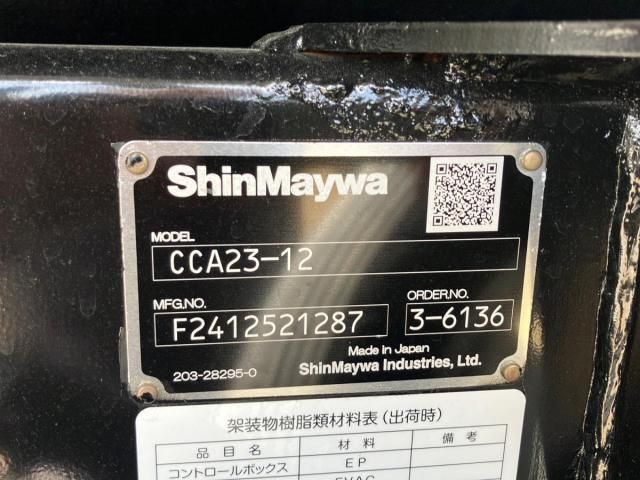 ShinMaywa
MODEL
CCA23-12
MFG.NO. ORDER.NO.
F2412521287 3-6136
Made in Japan
203-28295-0 ShinMaywa Industries, Ltd.
架装物樹脂類材料表(出荷時)
品目名 材料 備考
コントロールボックス EP
EVAC